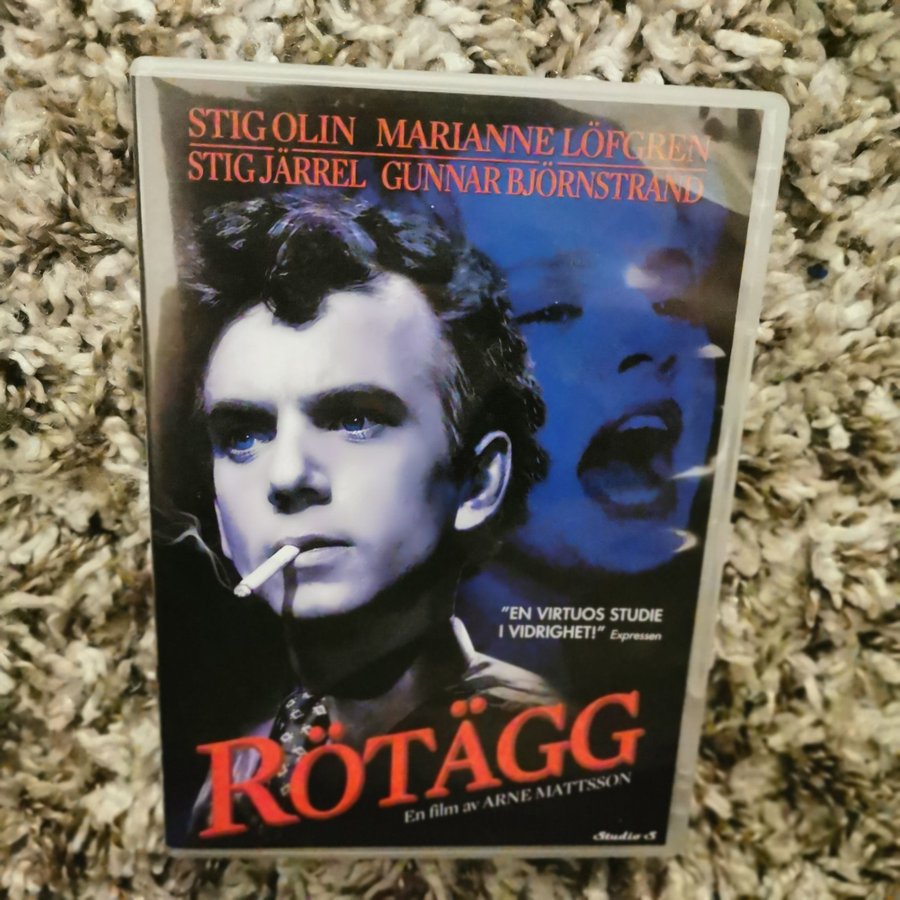 STIG OLIN MARIANNE LÖFGREN
STIG JÄRREL GUNNAR BJÖRNSTRAND
"EN VIRTUOS STUDIE
I VIDRIGHET!" Expressen
RÖTÄGG
En film av ARNE MATTSSON
Studio S